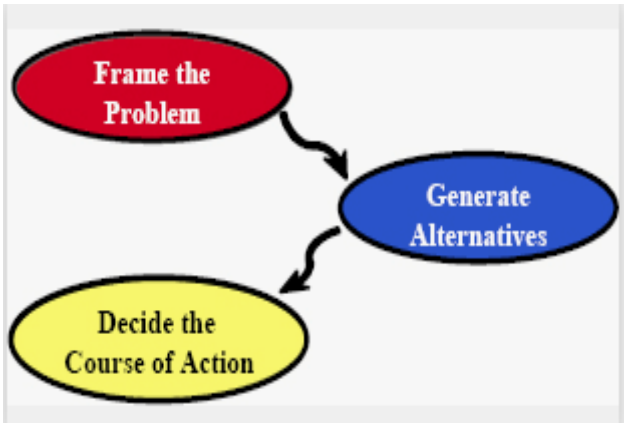 Frame the
Problem
Generate
Alternatives
Decide the
Course of Action